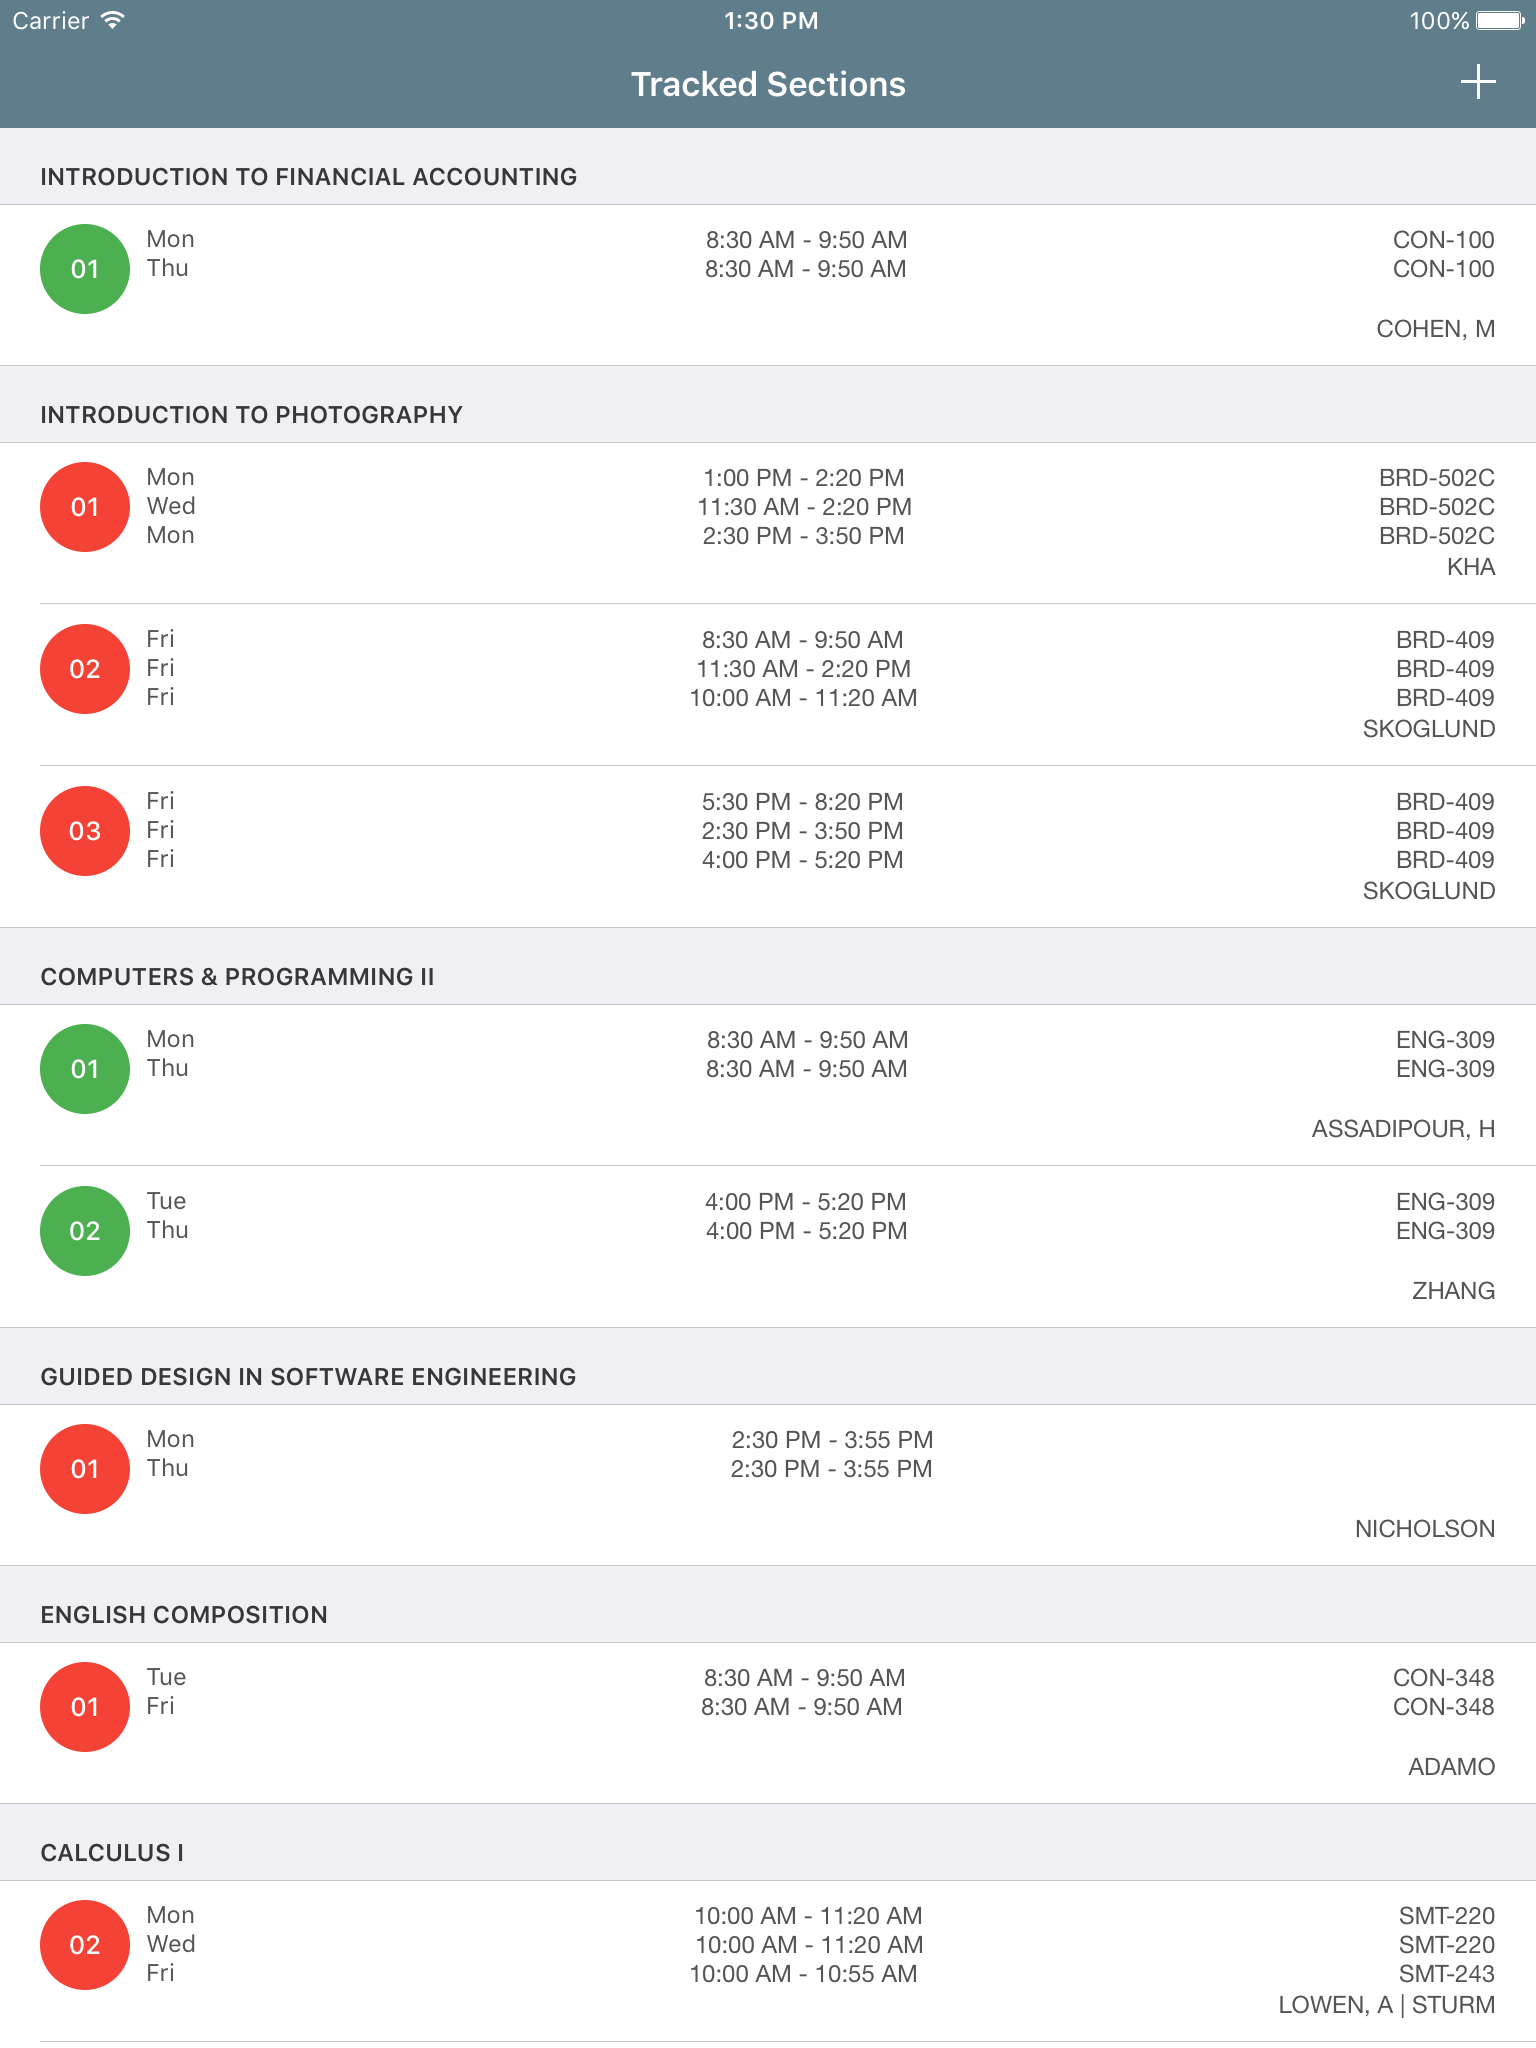 Carrier 1:30 PM 100%
Tracked Sections
INTRODUCTION TO FINANCIAL ACCOUNTING
01 Mon 8:30 AM - 9:50 AM CON-100
Thu 8:30 AM - 9:50 AM CON-100
COHEN, M
INTRODUCTION TO PHOTOGRAPHY
01 Mon 1:00 PM - 2:20 PM BRD-502C
Wed 11:30 AM - 2:20 PM BRD-502C
Mon 2:30 PM - 3:50 PM BRD-502C
KHA
02 Fri 8:30 AM - 9:50 AM BRD-409
Fri 11:30 AM - 2:20 PM BRD-409
Fri 10:00 AM - 11:20 AM BRD-409
SKOGLUND
03 Fri 5:30 PM - 8:20 PM BRD-409
Fri 2:30 PM - 3:50 PM BRD-409
Fri 4:00 PM - 5:20 PM BRD-409
SKOGLUND
COMPUTERS & PROGRAMMING II
01 Mon 8:30 AM - 9:50 AM ENG-309
Thu 8:30 AM - 9:50 AM ENG-309
ASSADIPOUR, H
02 Tue 4:00 PM - 5:20 PM ENG-309
Thu 4:00 PM - 5:20 PM ENG-309
ZHANG
GUIDED DESIGN IN SOFTWARE ENGINEERING
01 Mon 2:30 PM - 3:55 PM
Thu 2:30 PM - 3:55 PM
NICHOLSON
ENGLISH COMPOSITION
01 Tue 8:30 AM - 9:50 AM CON-348
Fri 8:30 AM - 9:50 AM CON-348
ADAMO
CALCULUS I
02 Mon 10:00 AM - 11:20 AM SMT-220
Wed 10:00 AM - 11:20 AM SMT-220
Fri 10:00 AM - 10:55 AM SMT-243
LOWEN, A | STURM